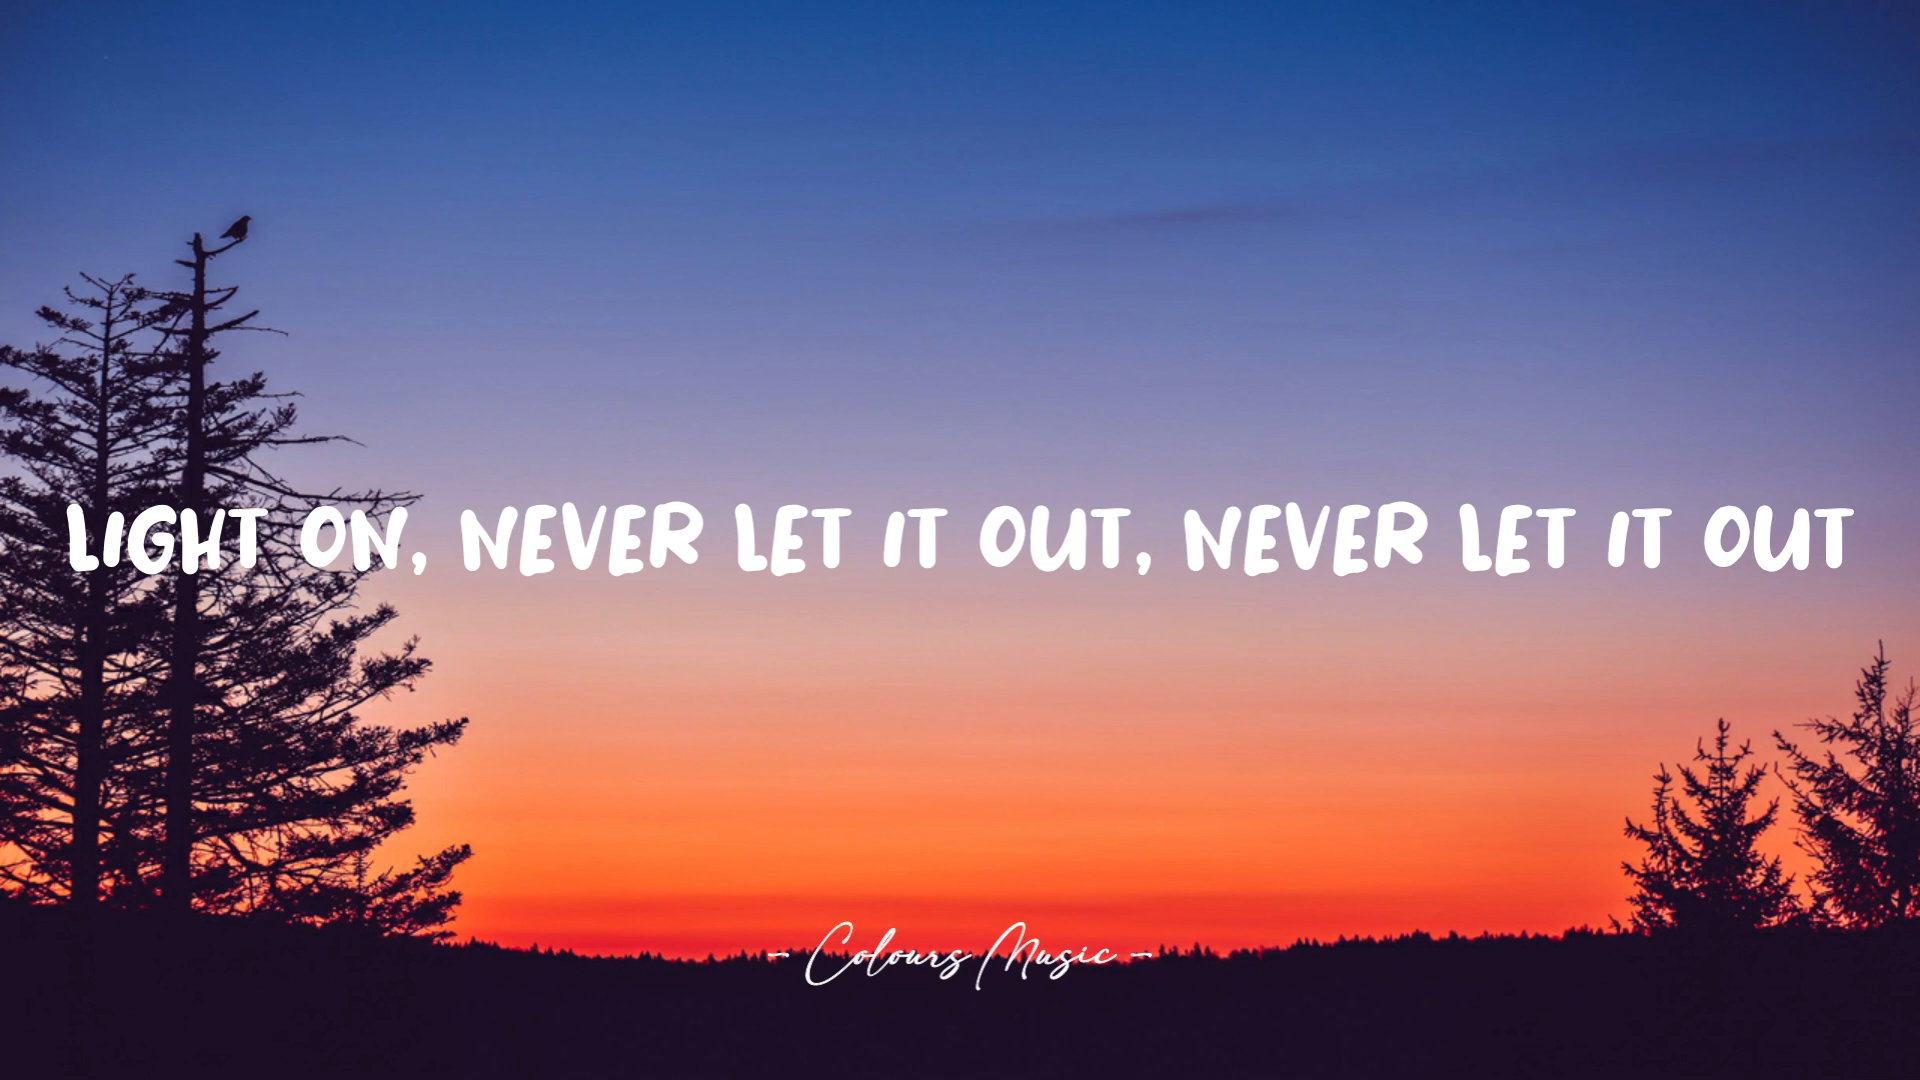 LIGHT ON, NEVER LET IT OUT, NEVER LET IT OUT
- Colours Music -